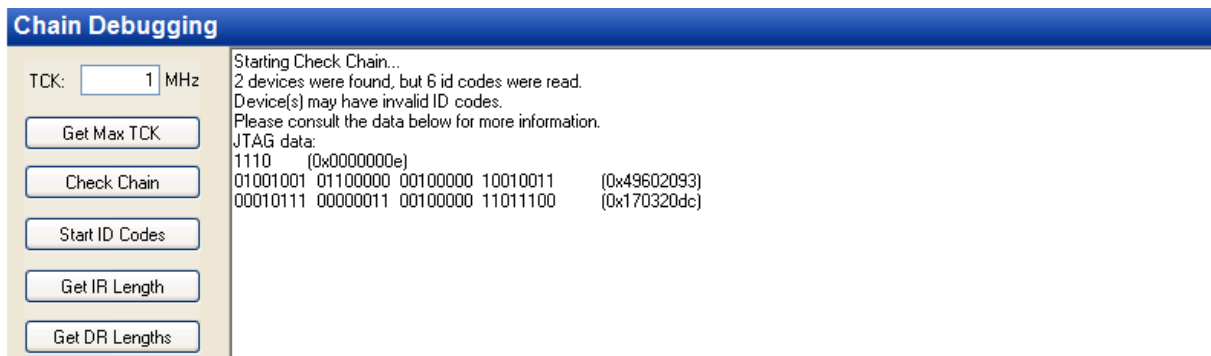 Chain Debugging
TCK: 1 MHz
Get Max TCK
Check Chain
Start ID Codes
Get IR Length
Get DR Lengths
Starting Check Chain...
2 devices were found, but 6 id codes were read.
Device(s) may have invalid ID codes.
Please consult the data below for more information.
JTAG data:
1110 (0x0000000e)
01001001 01100000 00100000 10010011 (0x49602093)
00010111 00000011 00100000 11011100 (0x170320dc)